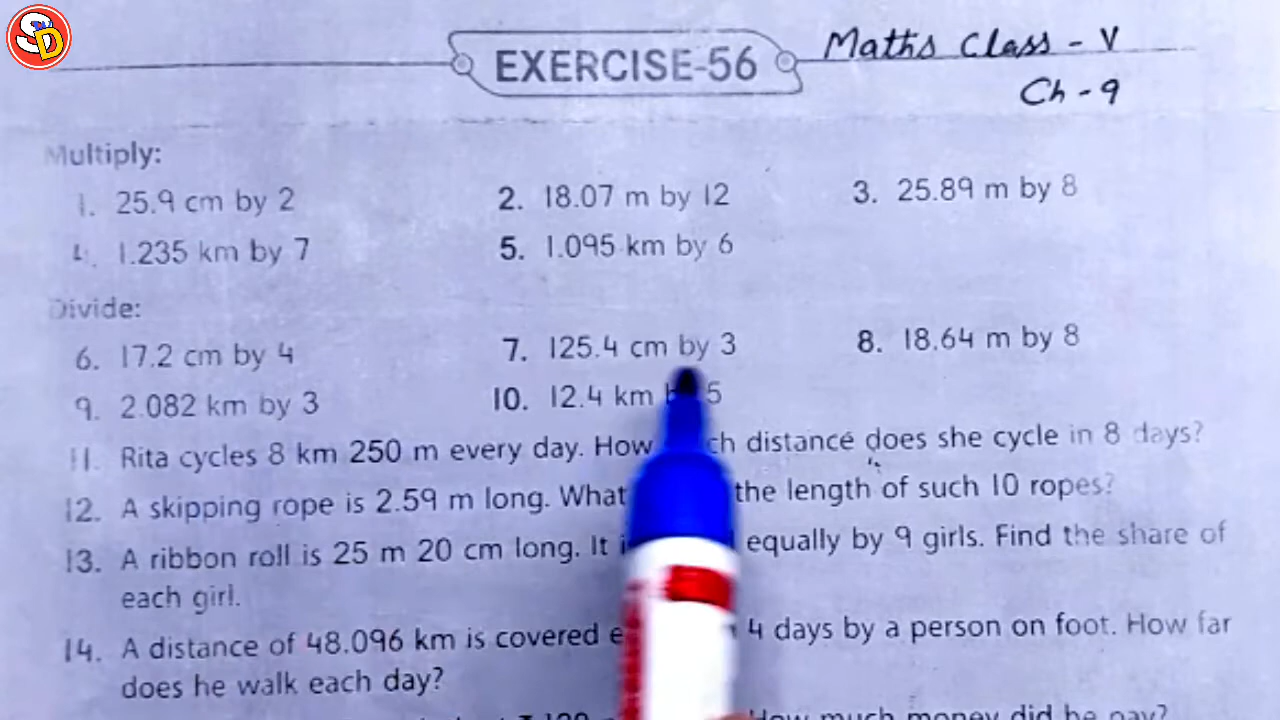 SD
EXERCISE-56
Maths Class - V
Ch - 9
Multiply:
1. 25.9 cm by 2
2. 18.07 m by 12
3. 25.89 m by 8
4. 1.235 km by 7
5. 1.095 km by 6
Divide:
6. 17.2 cm by 4
7. 125.4 cm by 3
8. 18.64 m by 8
9. 2.082 km by 3
10. 12.4 km 5
11. Rita cycles 8 km 250 m every day. How distance does she cycle in 8 days?
12. A skipping rope is 2.59 m long. What the length of such 10 ropes?
13. A ribbon roll is 25 m 20 cm long. It equally by 9 girls. Find the share of
each girl.
14. A distance of 48.096 km is covered 4 days by a person on foot. How far
does he walk each day?
How much money did he pay?